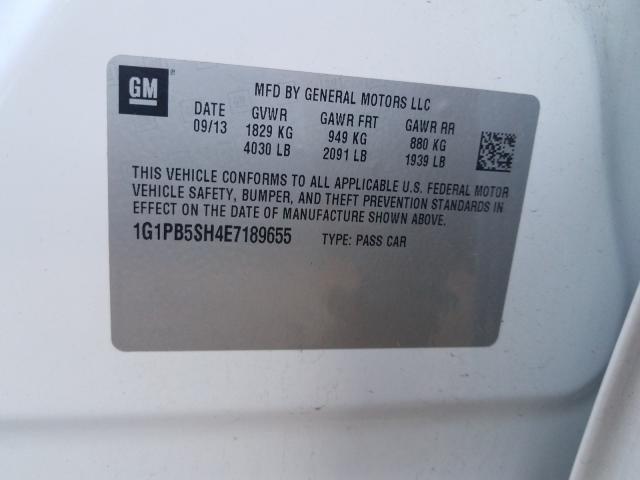 GM
MFD BY GENERAL MOTORS LLC
DATE GVWR GAWR FRT GAWR RR
09/13 1829 KG 949 KG 880 KG
4030 LB 2091 LB 1939 LB
THIS VEHICLE CONFORMS TO ALL APPLICABLE U.S. FEDERAL MOTOR
VEHICLE SAFETY, BUMPER, AND THEFT PREVENTION STANDARDS IN
EFFECT ON THE DATE OF MANUFACTURE SHOWN ABOVE.
1G1PB5SH4E7189655 TYPE: PASS CAR